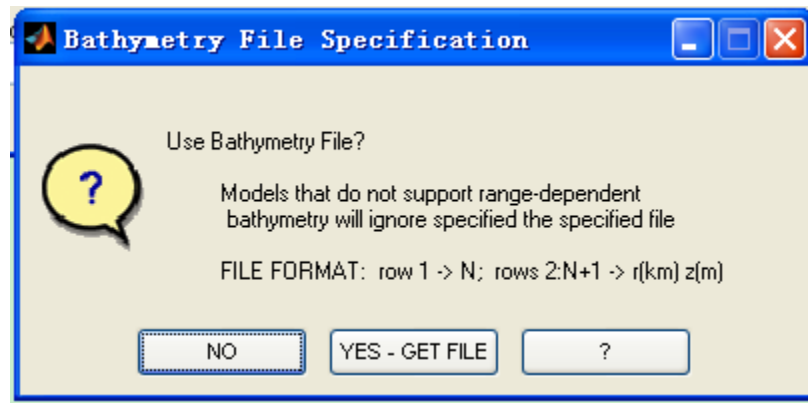 Bathymetry File Specification
Use Bathymetry File?
Models that do not support range-dependent
bathymetry will ignore specified the specified file
FILE FORMAT: row 1 -> N; rows 2:N+1 -> r(km) z(m)
?
NO
YES - GET FILE
?